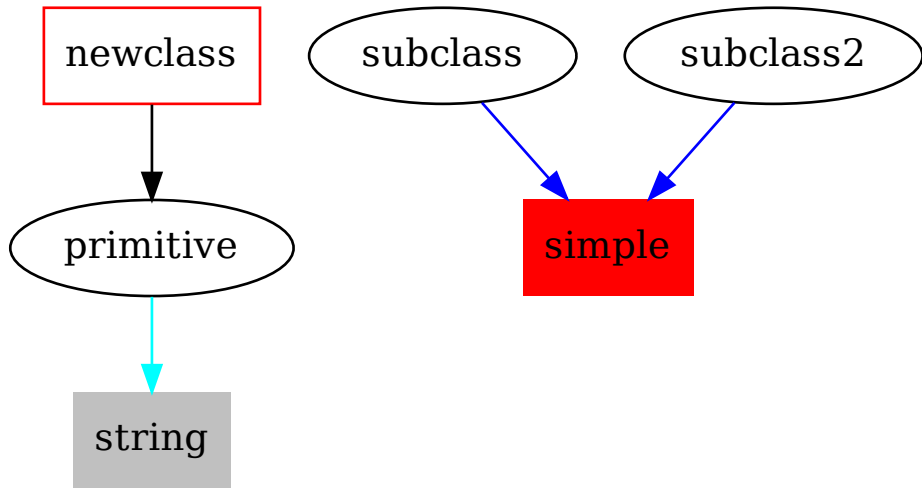 newclass
subclass
subclass2
primitive
simple
string